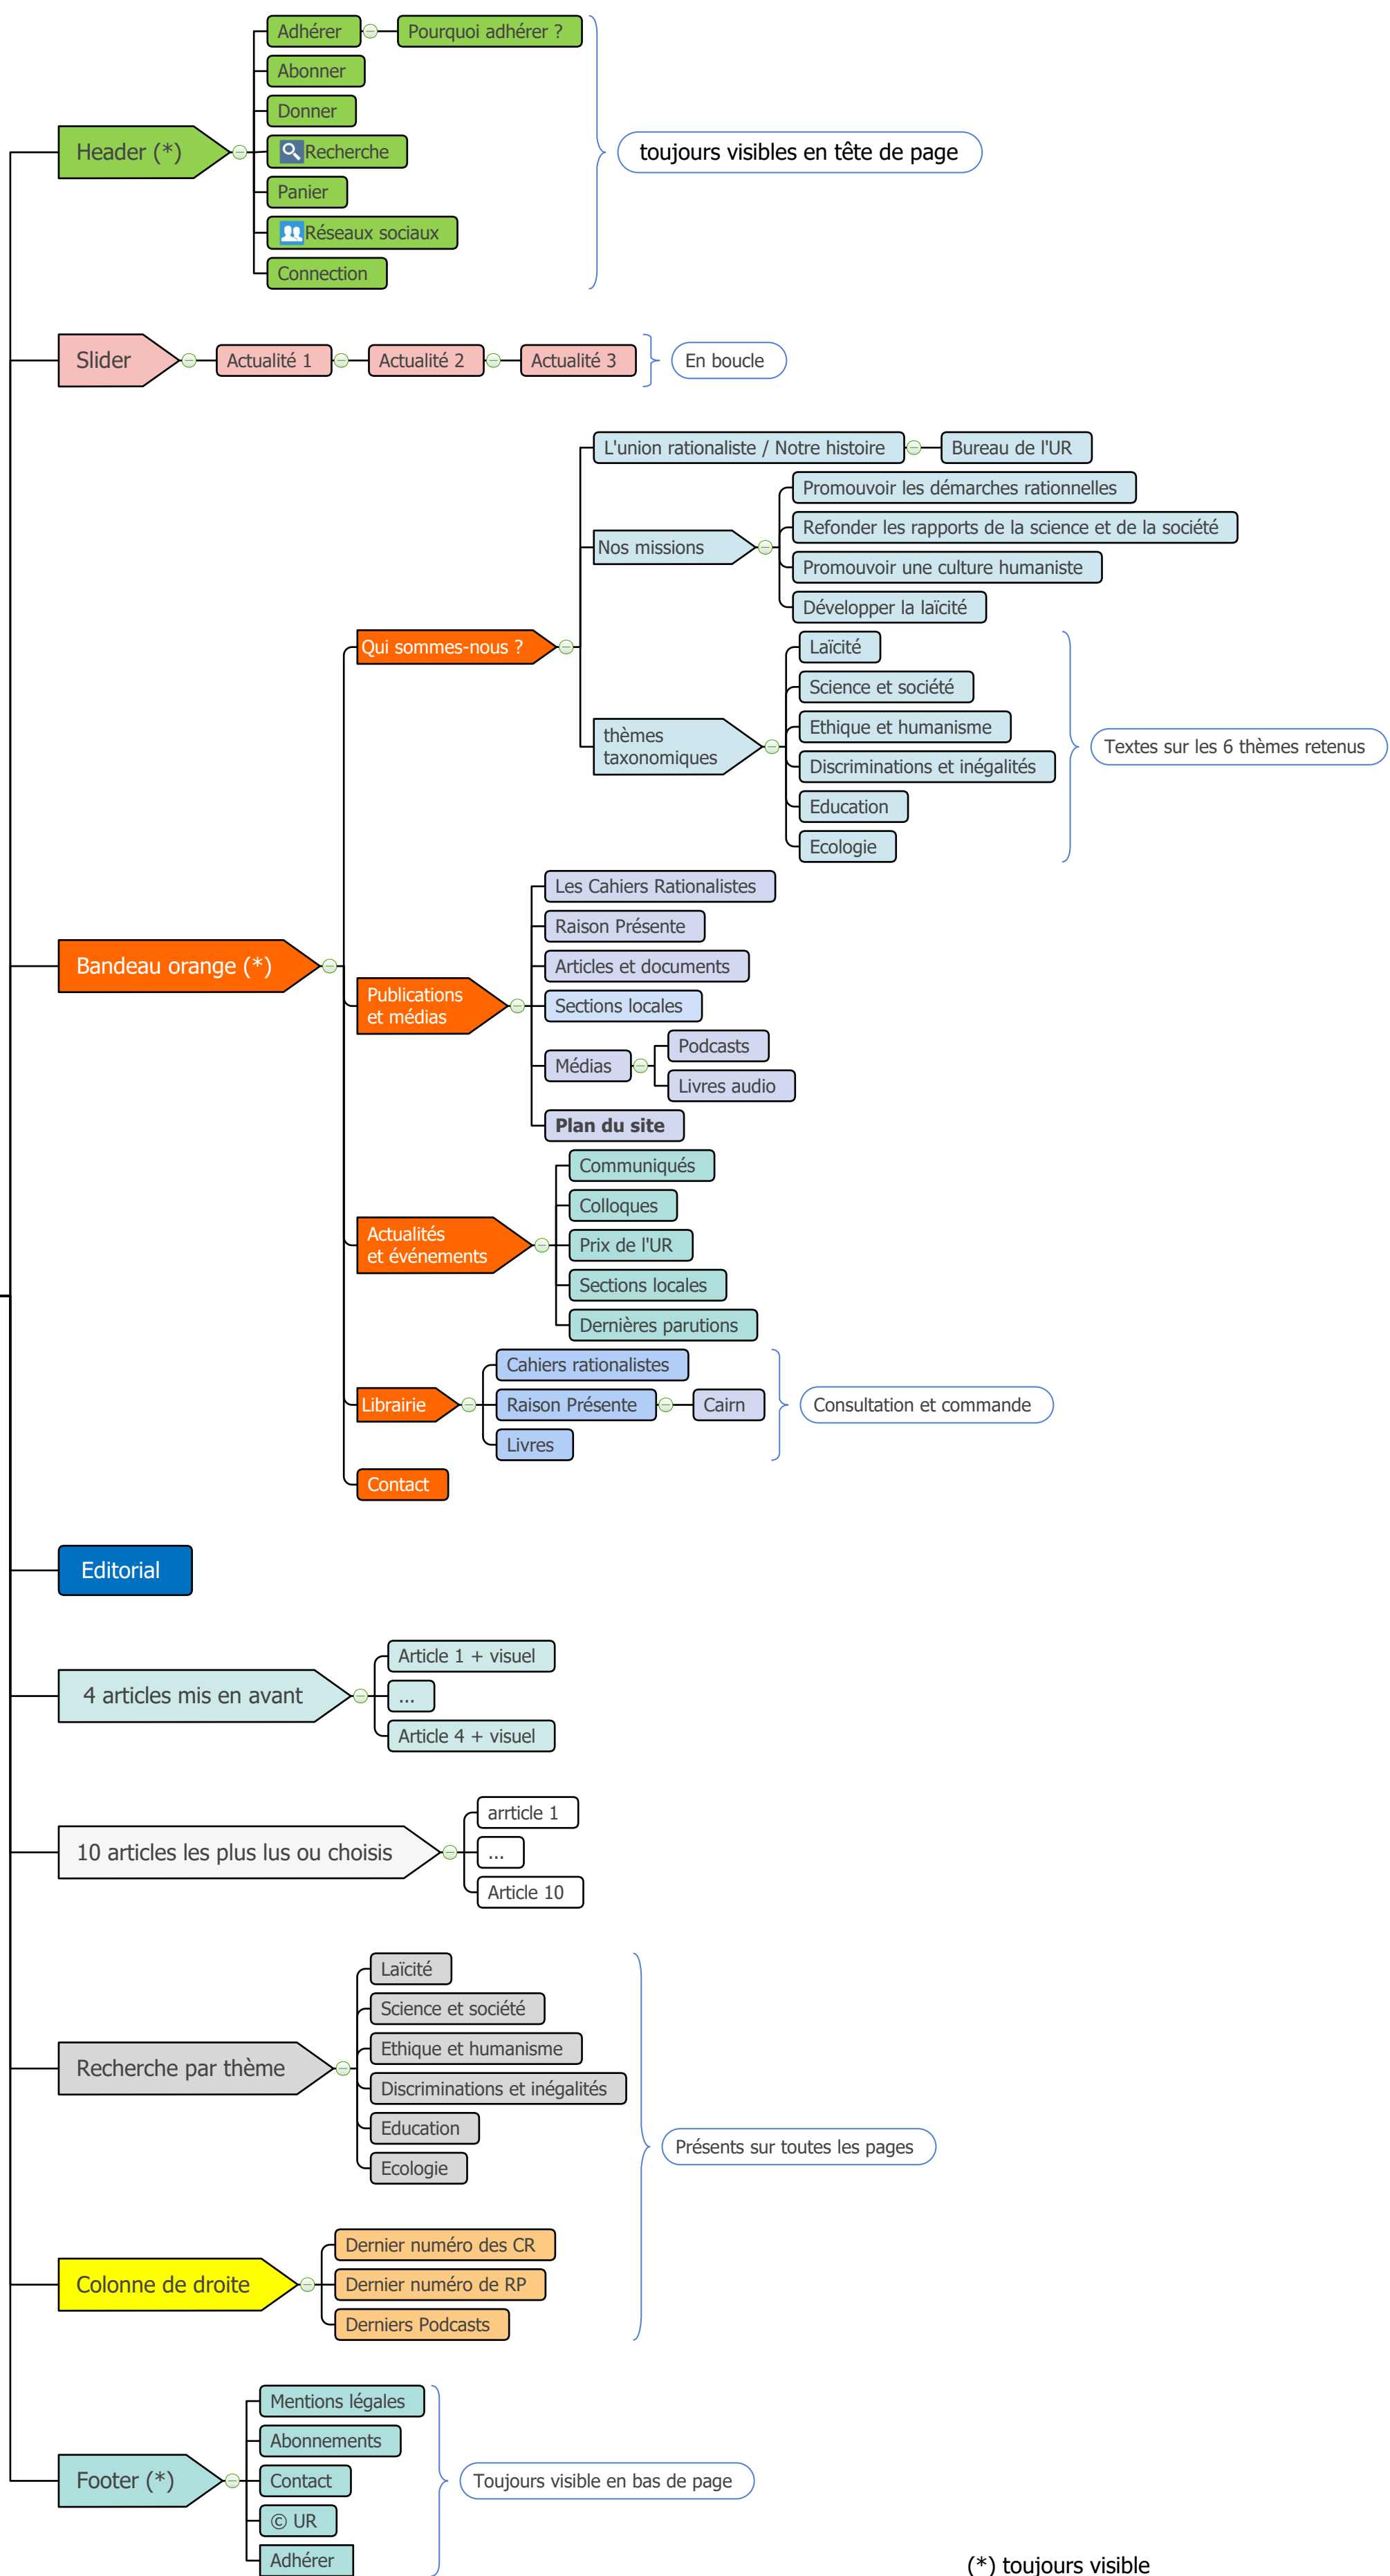 Adhérer
Pourquoi adhérer ?
Abonner
Donner
Header (*)
Recherche
toujours visibles en tête de page
Panier
Réseaux sociaux
Connection
Slider
Actualité 1
Actualité 2
Actualité 3
En boucle
L'union rationaliste / Notre histoire
Bureau de l'UR
Nos missions
Promouvoir les démarches rationnelles
Refonder les rapports de la science et de la société
Promouvoir une culture humaniste
Développer la laïcité
Qui sommes-nous ?
thèmes
taxonomiques
Laïcité
Science et société
Ethique et humanisme
Discriminations et inégalités
Education
Ecologie
Textes sur les 6 thèmes retenus
Bandeau orange (*)
Publications
et médias
Les Cahiers Rationalistes
Raison Présente
Articles et documents
Sections locales
Médias
Podcasts
Livres audio
Plan du site
Actualités
et événements
Communiqués
Colloques
Prix de l'UR
Sections locales
Dernières parutions
Librairie
Cahiers rationalistes
Raison Présente
Cairn
Livres
Consultation et commande
Contact
Editorial
4 articles mis en avant
Article 1 + visuel
...
Article 4 + visuel
10 articles les plus lus ou choisis
arrticle 1
...
Article 10
Recherche par thème
Laïcité
Science et société
Ethique et humanisme
Discriminations et inégalités
Education
Ecologie
Présents sur toutes les pages
Colonne de droite
Dernier numéro des CR
Dernier numéro de RP
Derniers Podcasts
Footer (*)
Mentions légales
Abonnements
Contact
© UR
Adhérer
Toujours visible en bas de page
(*) toujours visible